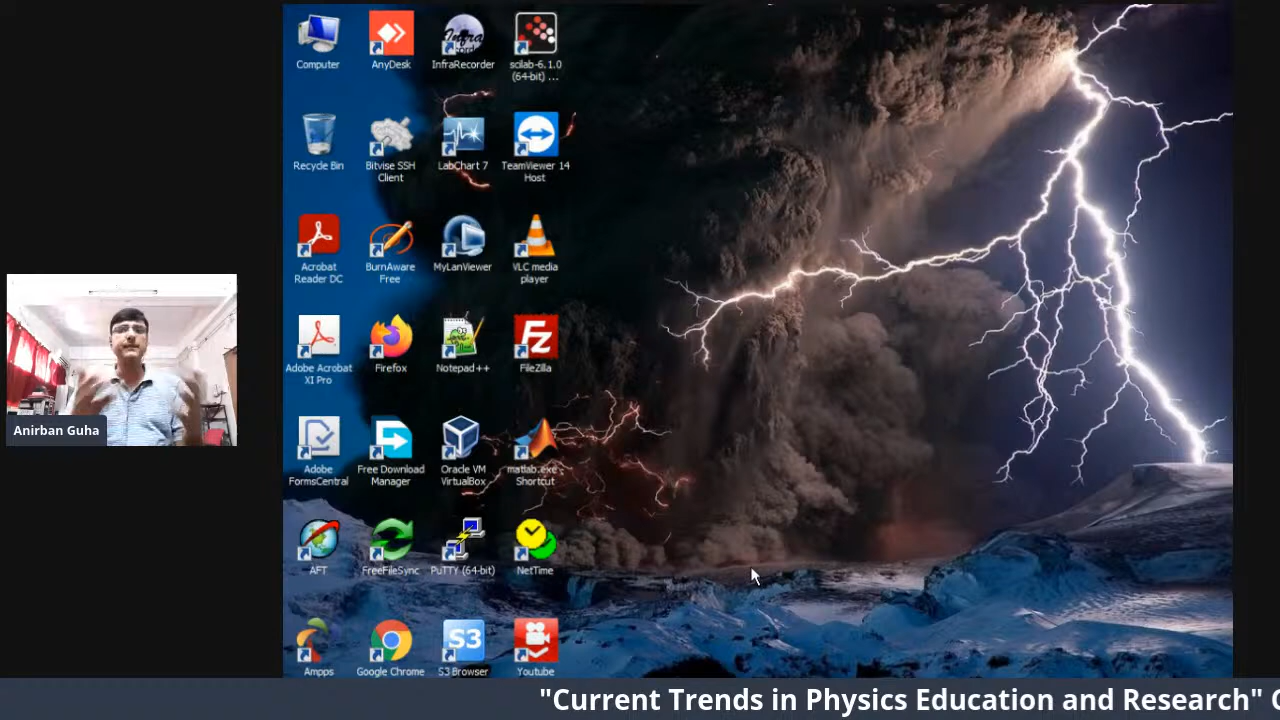 Computer
AnyDesk
InfraRecorder
scilab-6.1.0
(64-bit) ...
Recycle Bin
Bitvise SSH
Client
LabChart 7
TeamViewer 14
Host
Acrobat
Reader DC
BurnAware
Free
MyLanViewer
VLC media
player
Adobe Acrobat
XI Pro
Firefox
Notepad++
FileZilla
Adobe
FormsCentral
Free Download
Manager
Oracle VM
VirtualBox
matlab.exe -
Shortcut
AFT
FreeFileSync
PuTTY (64-bit)
NetTime
Ampps
Google Chrome
S3
S3 Browser
Youtube
Anirban Guha
"Current Trends in Physics Education and Research"